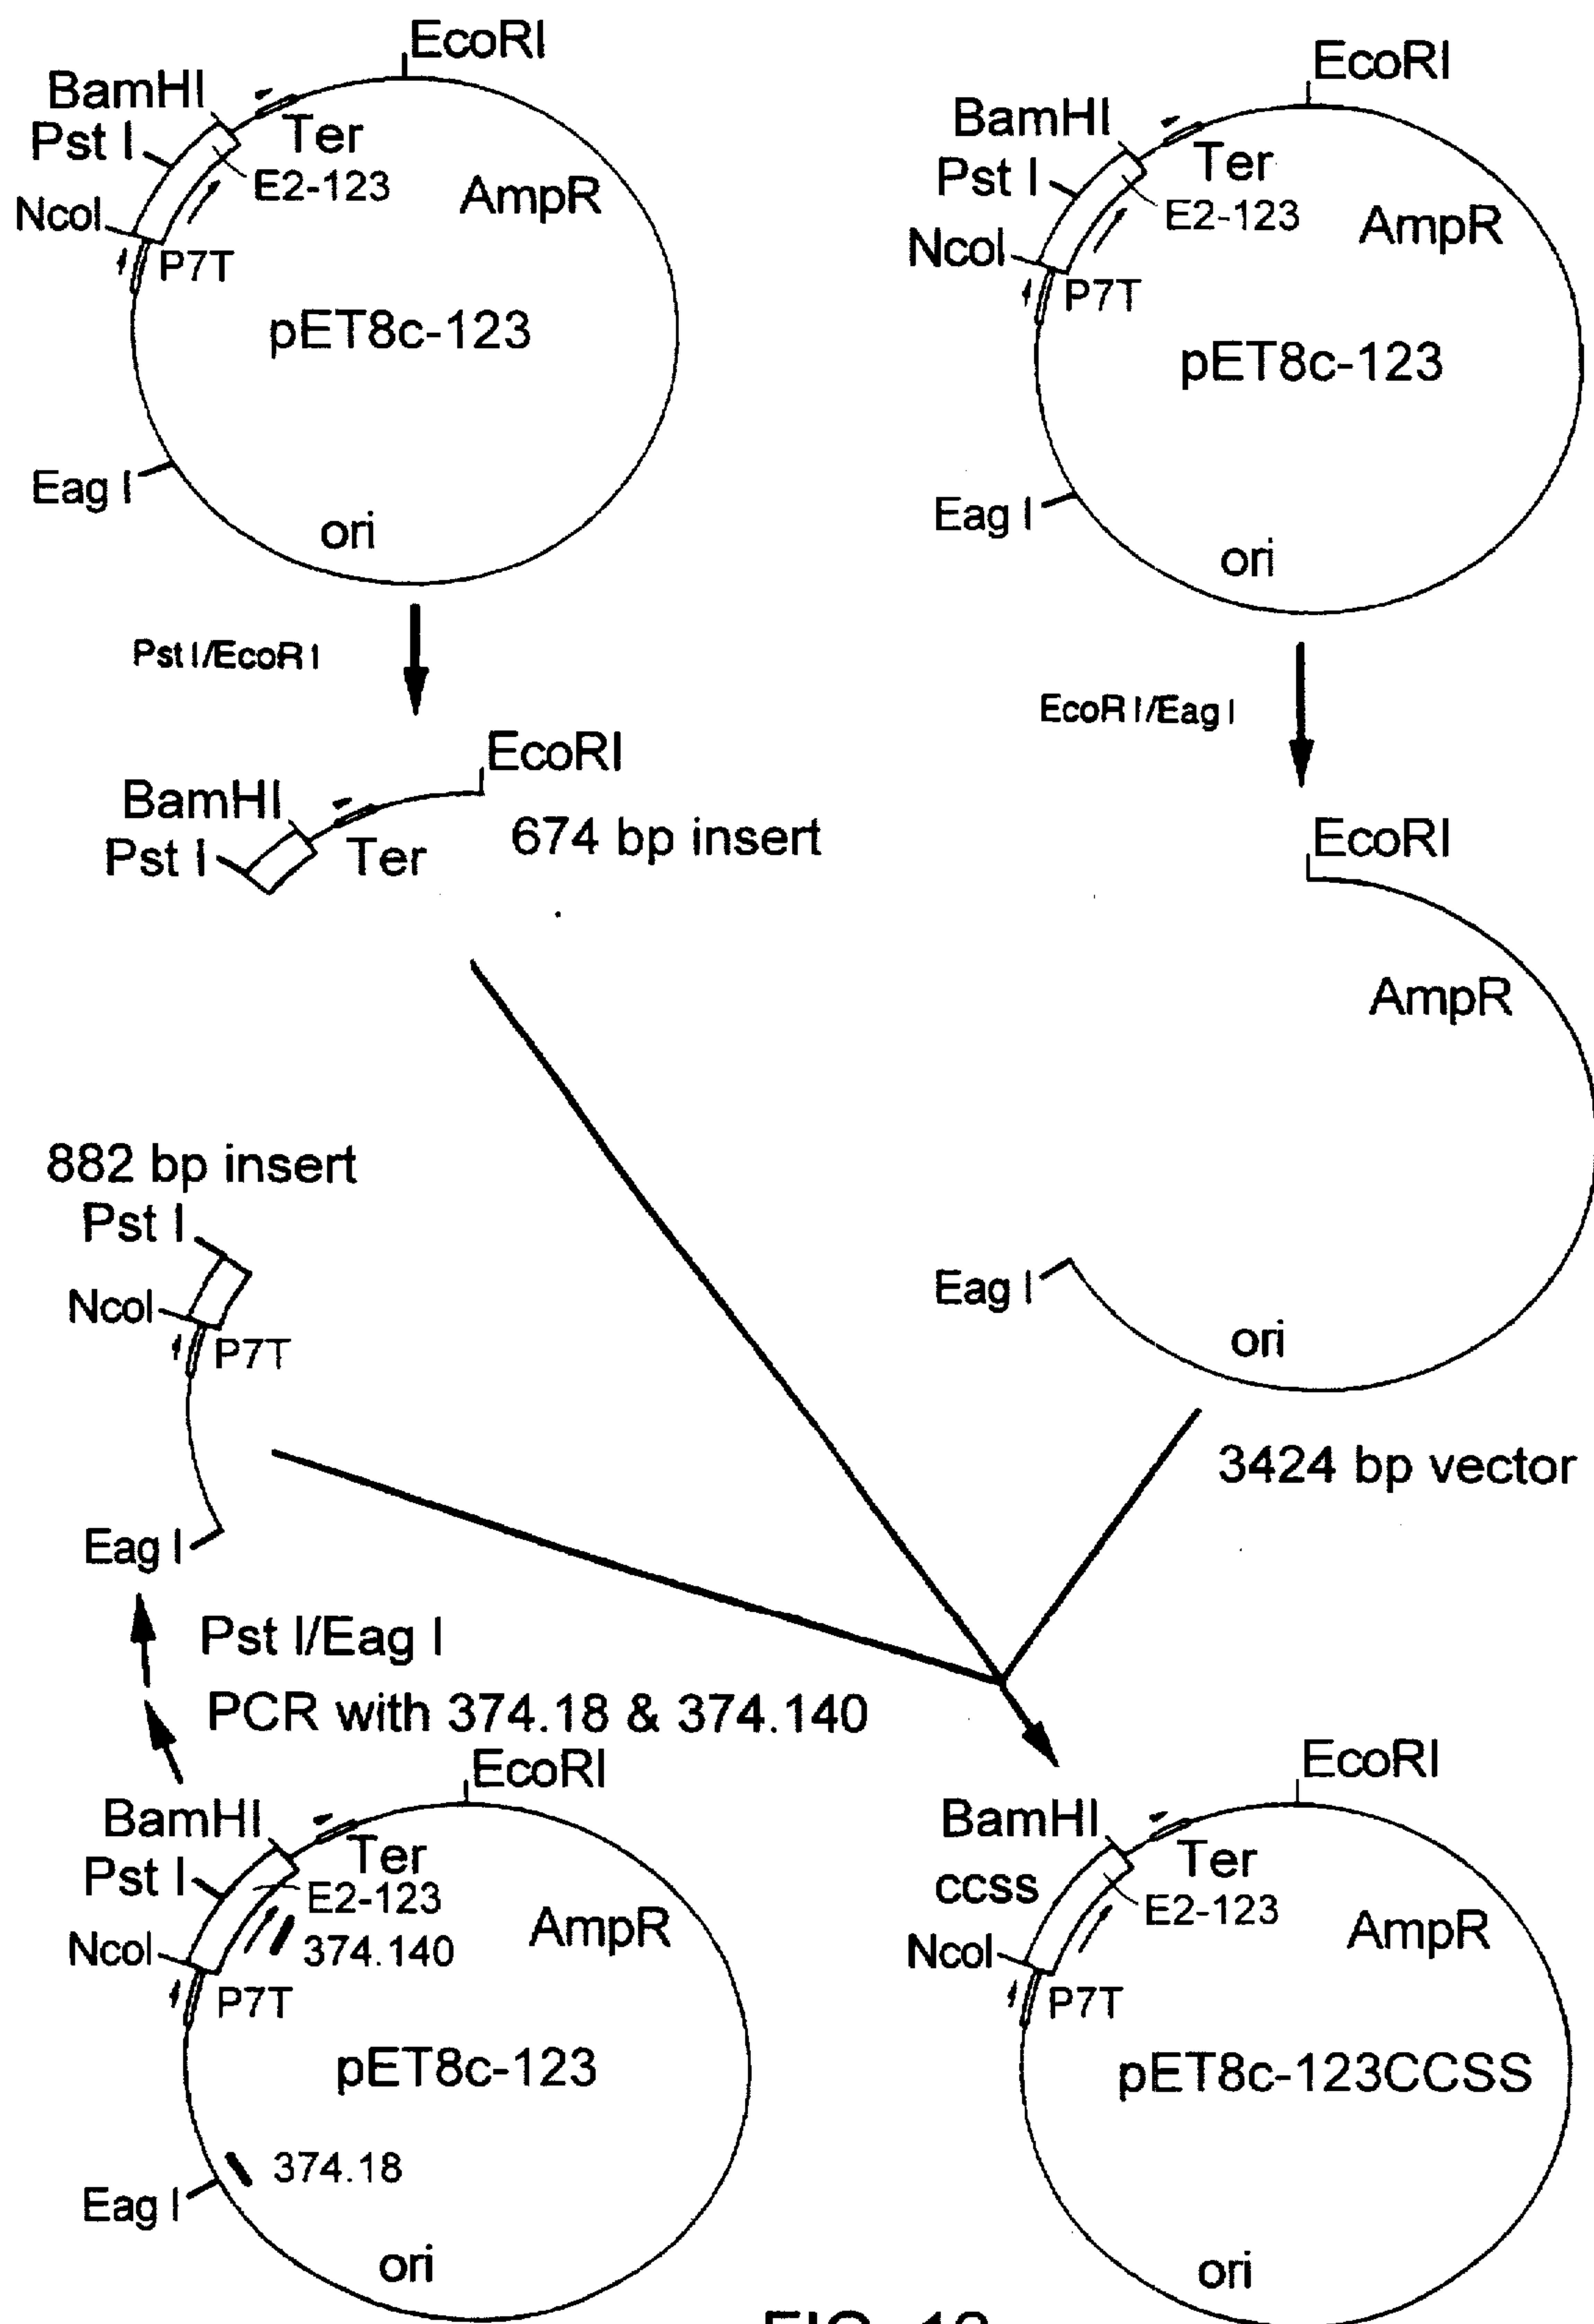 EcoRI
BamHI
Pst I
Ter
E2-123
AmpR
NcoI
P7T
pET8c-123
Eag I
ori
EcoRI
BamHI
Pst I
Ter
E2-123
AmpR
NcoI
P7T
pET8c-123
Eag I
ori
Pst I/EcoR I
EcoR I/Eag I
EcoRI
BamHI
Pst I
Ter
674 bp insert
EcoRI
AmpR
Eag I
ori
3424 bp vector
882 bp insert
Pst I
NcoI
P7T
Eag I
Pst I/Eag I
PCR with 374.18 & 374.140
EcoRI
BamHI
Pst I
Ter
E2-123
AmpR
NcoI
374.140
P7T
pET8c-123
374.18
Eag I
ori
EcoRI
BamHI
ccss
Ter
E2-123
AmpR
NcoI
P7T
pET8c-123CCSS
ori